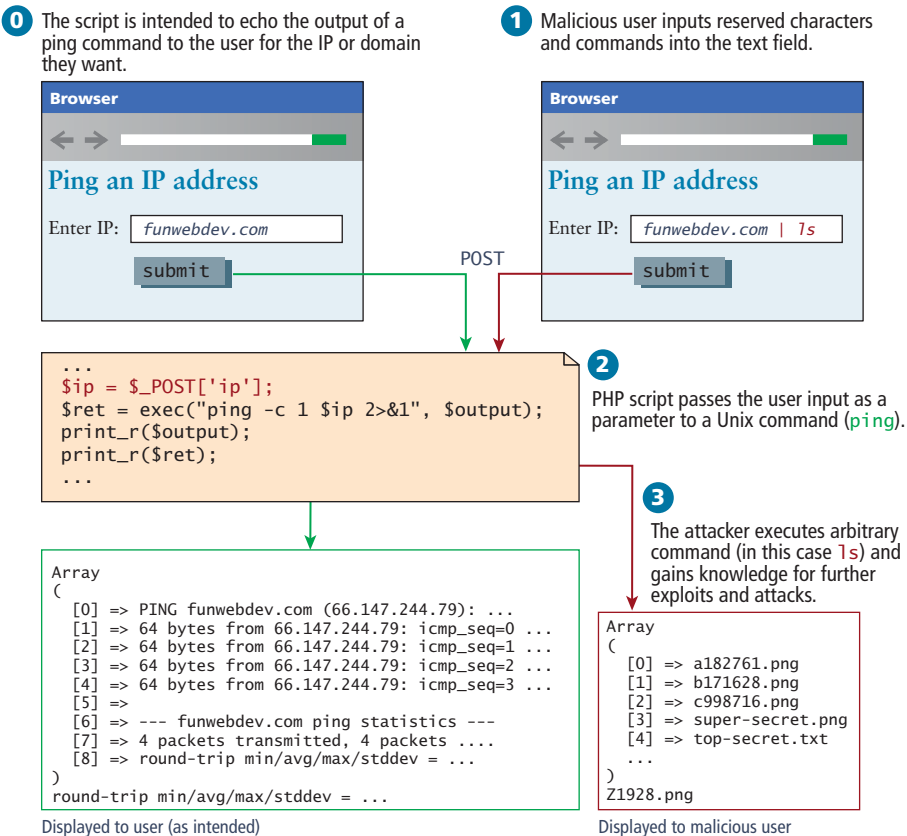 0 The script is intended to echo the output of a
ping command to the user for the IP or domain
they want.
Browser
Ping an IP address
Enter IP: funwebdev.com
submit
1 Malicious user inputs reserved characters
and commands into the text field.
Browser
Ping an IP address
Enter IP: funwebdev.com | ls
submit
POST
...
$ip = $_POST['ip'];
$ret = exec("ping -c 1 $ip 2>&1", $output);
print_r($output);
print_r($ret);
...
2
PHP script passes the user input as a
parameter to a Unix command (ping).
3
The attacker executes arbitrary
command (in this case ls) and
gains knowledge for further
exploits and attacks.
Array
(
[0] => PING funwebdev.com (66.147.244.79): ...
[1] => 64 bytes from 66.147.244.79: icmp_seq=0 ...
[2] => 64 bytes from 66.147.244.79: icmp_seq=1 ...
[3] => 64 bytes from 66.147.244.79: icmp_seq=2 ...
[4] => 64 bytes from 66.147.244.79: icmp_seq=3 ...
[5] =>
[6] => --- funwebdev.com ping statistics ---
[7] => 4 packets transmitted, 4 packets ....
[8] => round-trip min/avg/max/stddev = ...
)
round-trip min/avg/max/stddev = ...
Displayed to user (as intended)
Array
(
[0] => a182761.png
[1] => b171628.png
[2] => c998716.png
[3] => super-secret.png
[4] => top-secret.txt
...
)
Z1928.png
Displayed to malicious user